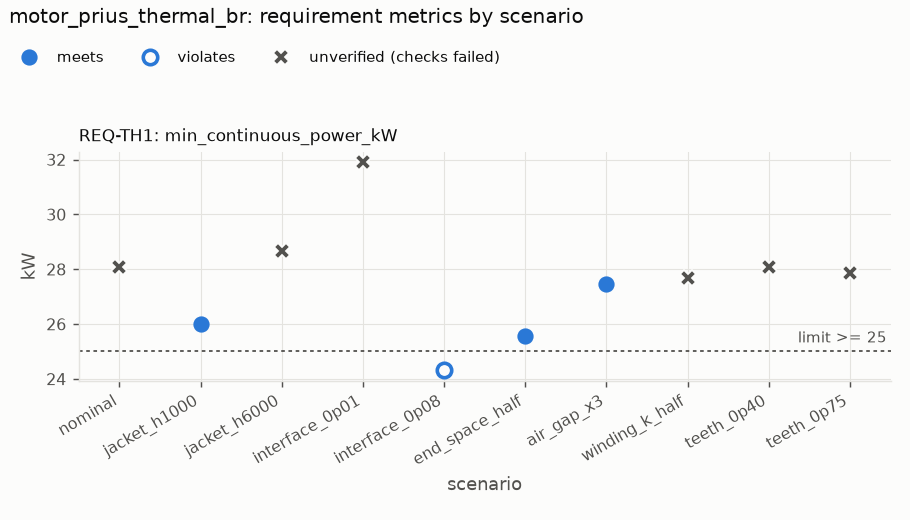 motor_prius_thermal_br: requirement metrics by scenario
meets
violates
unverified (checks failed)
REQ-TH1: min_continuous_power_kW
32
30
28
26
24
kW
limit >= 25
nominal
jacket_h1000
jacket_h6000
interface_0p01
interface_0p08
end_space_half
air_gap_x3
winding_k_half
teeth_0p40
teeth_0p75
scenario